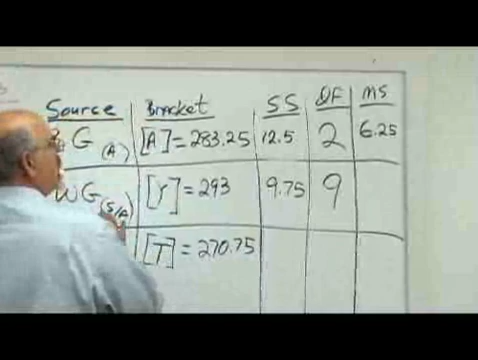 Source Bracket SS DF MS
BG (A) [A] = 283.25 12.5 2 6.25
WG (S/A) [Y] = 293 9.75 9
[T] = 270.75